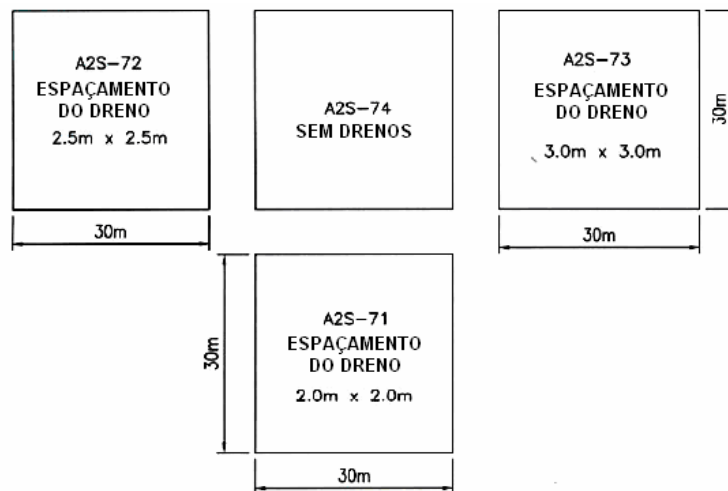 A2S-72
ESPAÇAMENTO
DO DRENO
2.5m x 2.5m
A2S-74
SEM DRENOS
A2S-73
ESPAÇAMENTO
DO DRENO
3.0m x 3.0m
30m
30m
30m
A2S-71
ESPAÇAMENTO
DO DRENO
2.0m x 2.0m
30m
30m